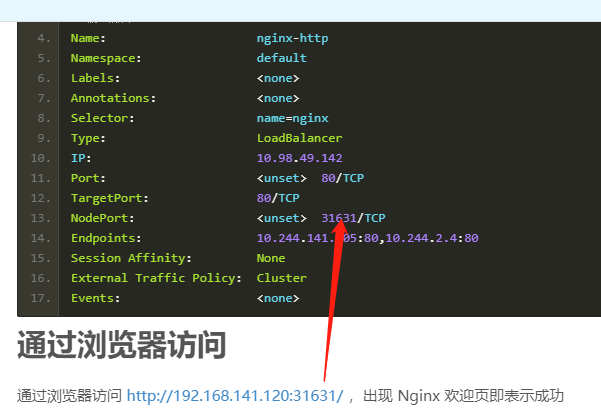 4. Name: nginx-http
5. Namespace: default
6. Labels: <none>
7. Annotations: <none>
8. Selector: name=nginx
9. Type: LoadBalancer
10. IP: 10.98.49.142
11. Port: <unset> 80/TCP
12. TargetPort: 80/TCP
13. NodePort: <unset> 31631/TCP
14. Endpoints: 10.244.141.205:80,10.244.2.4:80
15. Session Affinity: None
16. External Traffic Policy: Cluster
17. Events: <none>
通过浏览器访问
通过浏览器访问 http://192.168.141.120:31631/ ，出现 Nginx 欢迎页即表示成功